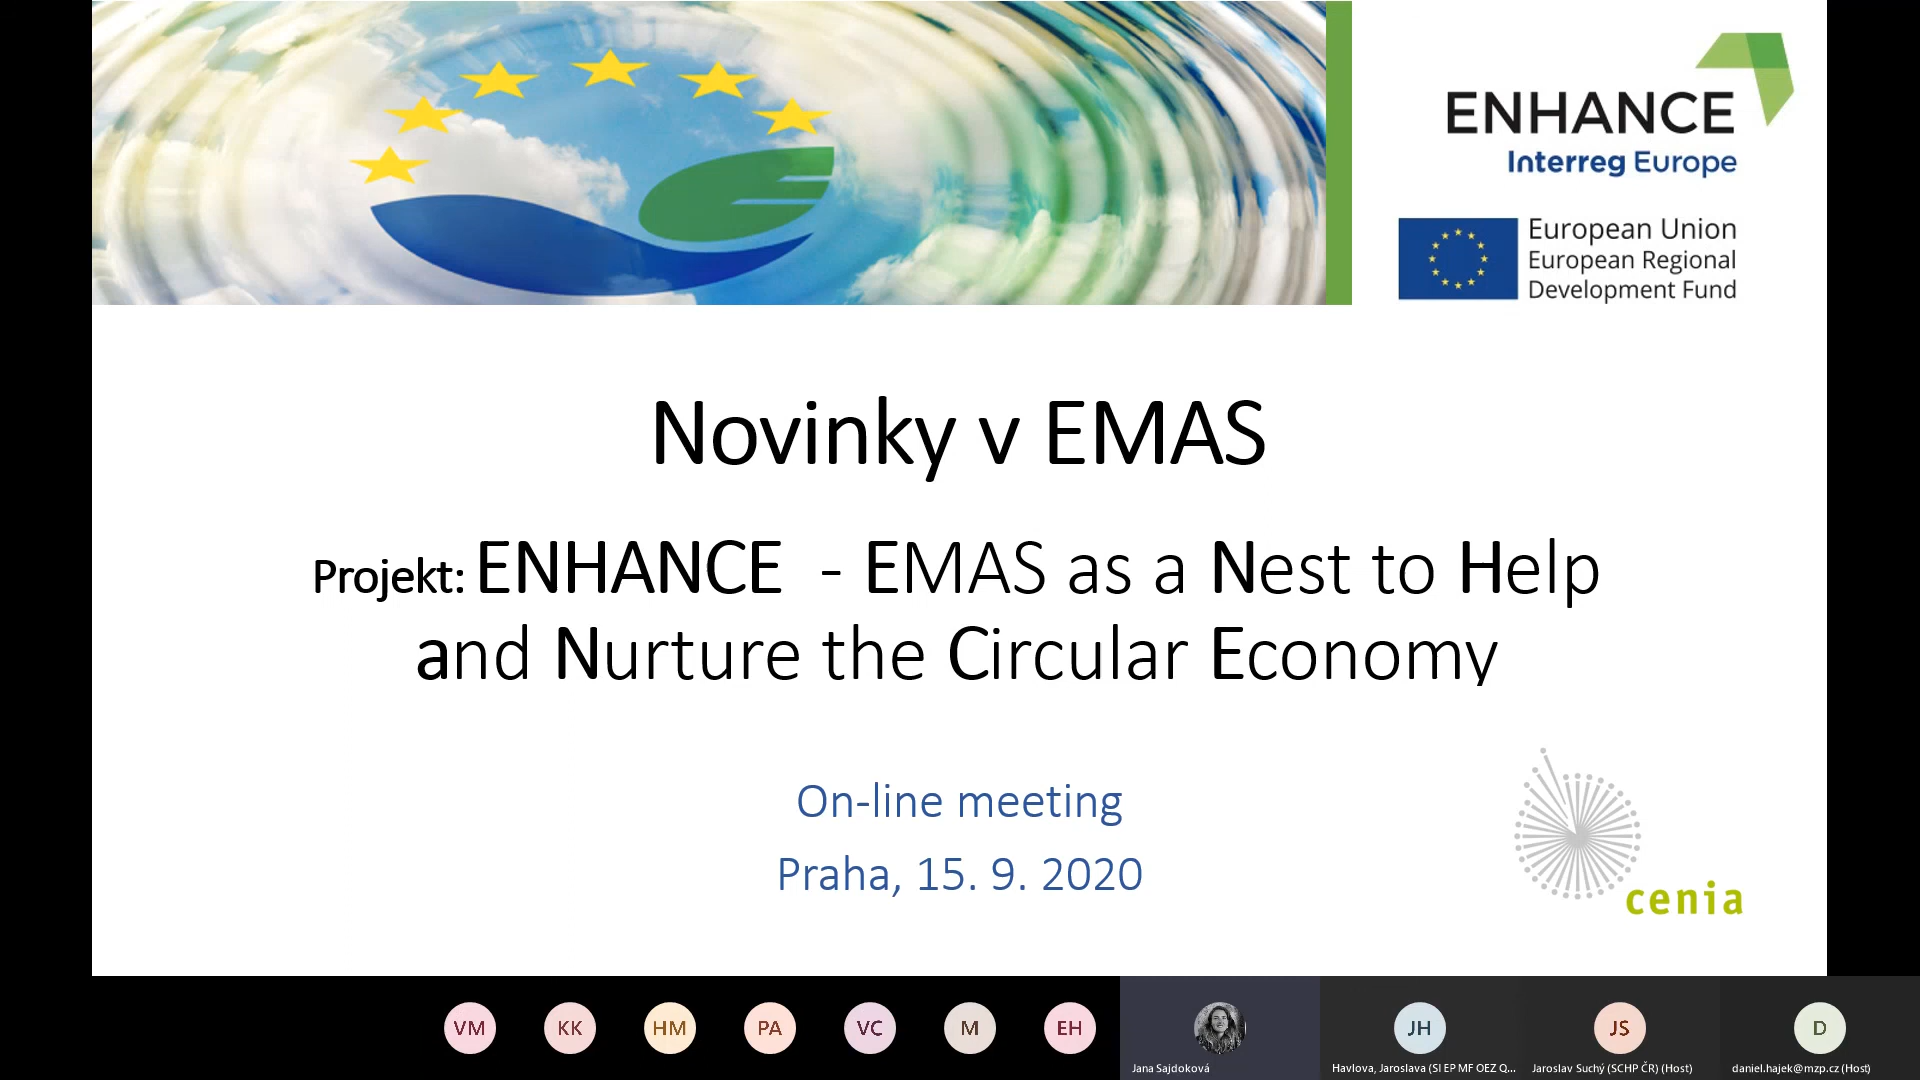 ENHANCE
Interreg Europe
European Union
European Regional
Development Fund
Novinky v EMAS
Projekt: ENHANCE - EMAS as a Nest to Help
and Nurture the Circular Economy
On-line meeting
Praha, 15. 9. 2020
cenia
VM
KK
HM
PA
VC
M
EH
JH
JS
D
Jana Sajdoková
Havlova, Jaroslava (SI EP MF OEZ Q...
Jaroslav Suchý (SCHP ČR) (Host)
daniel.hajek@mzp.cz (Host)